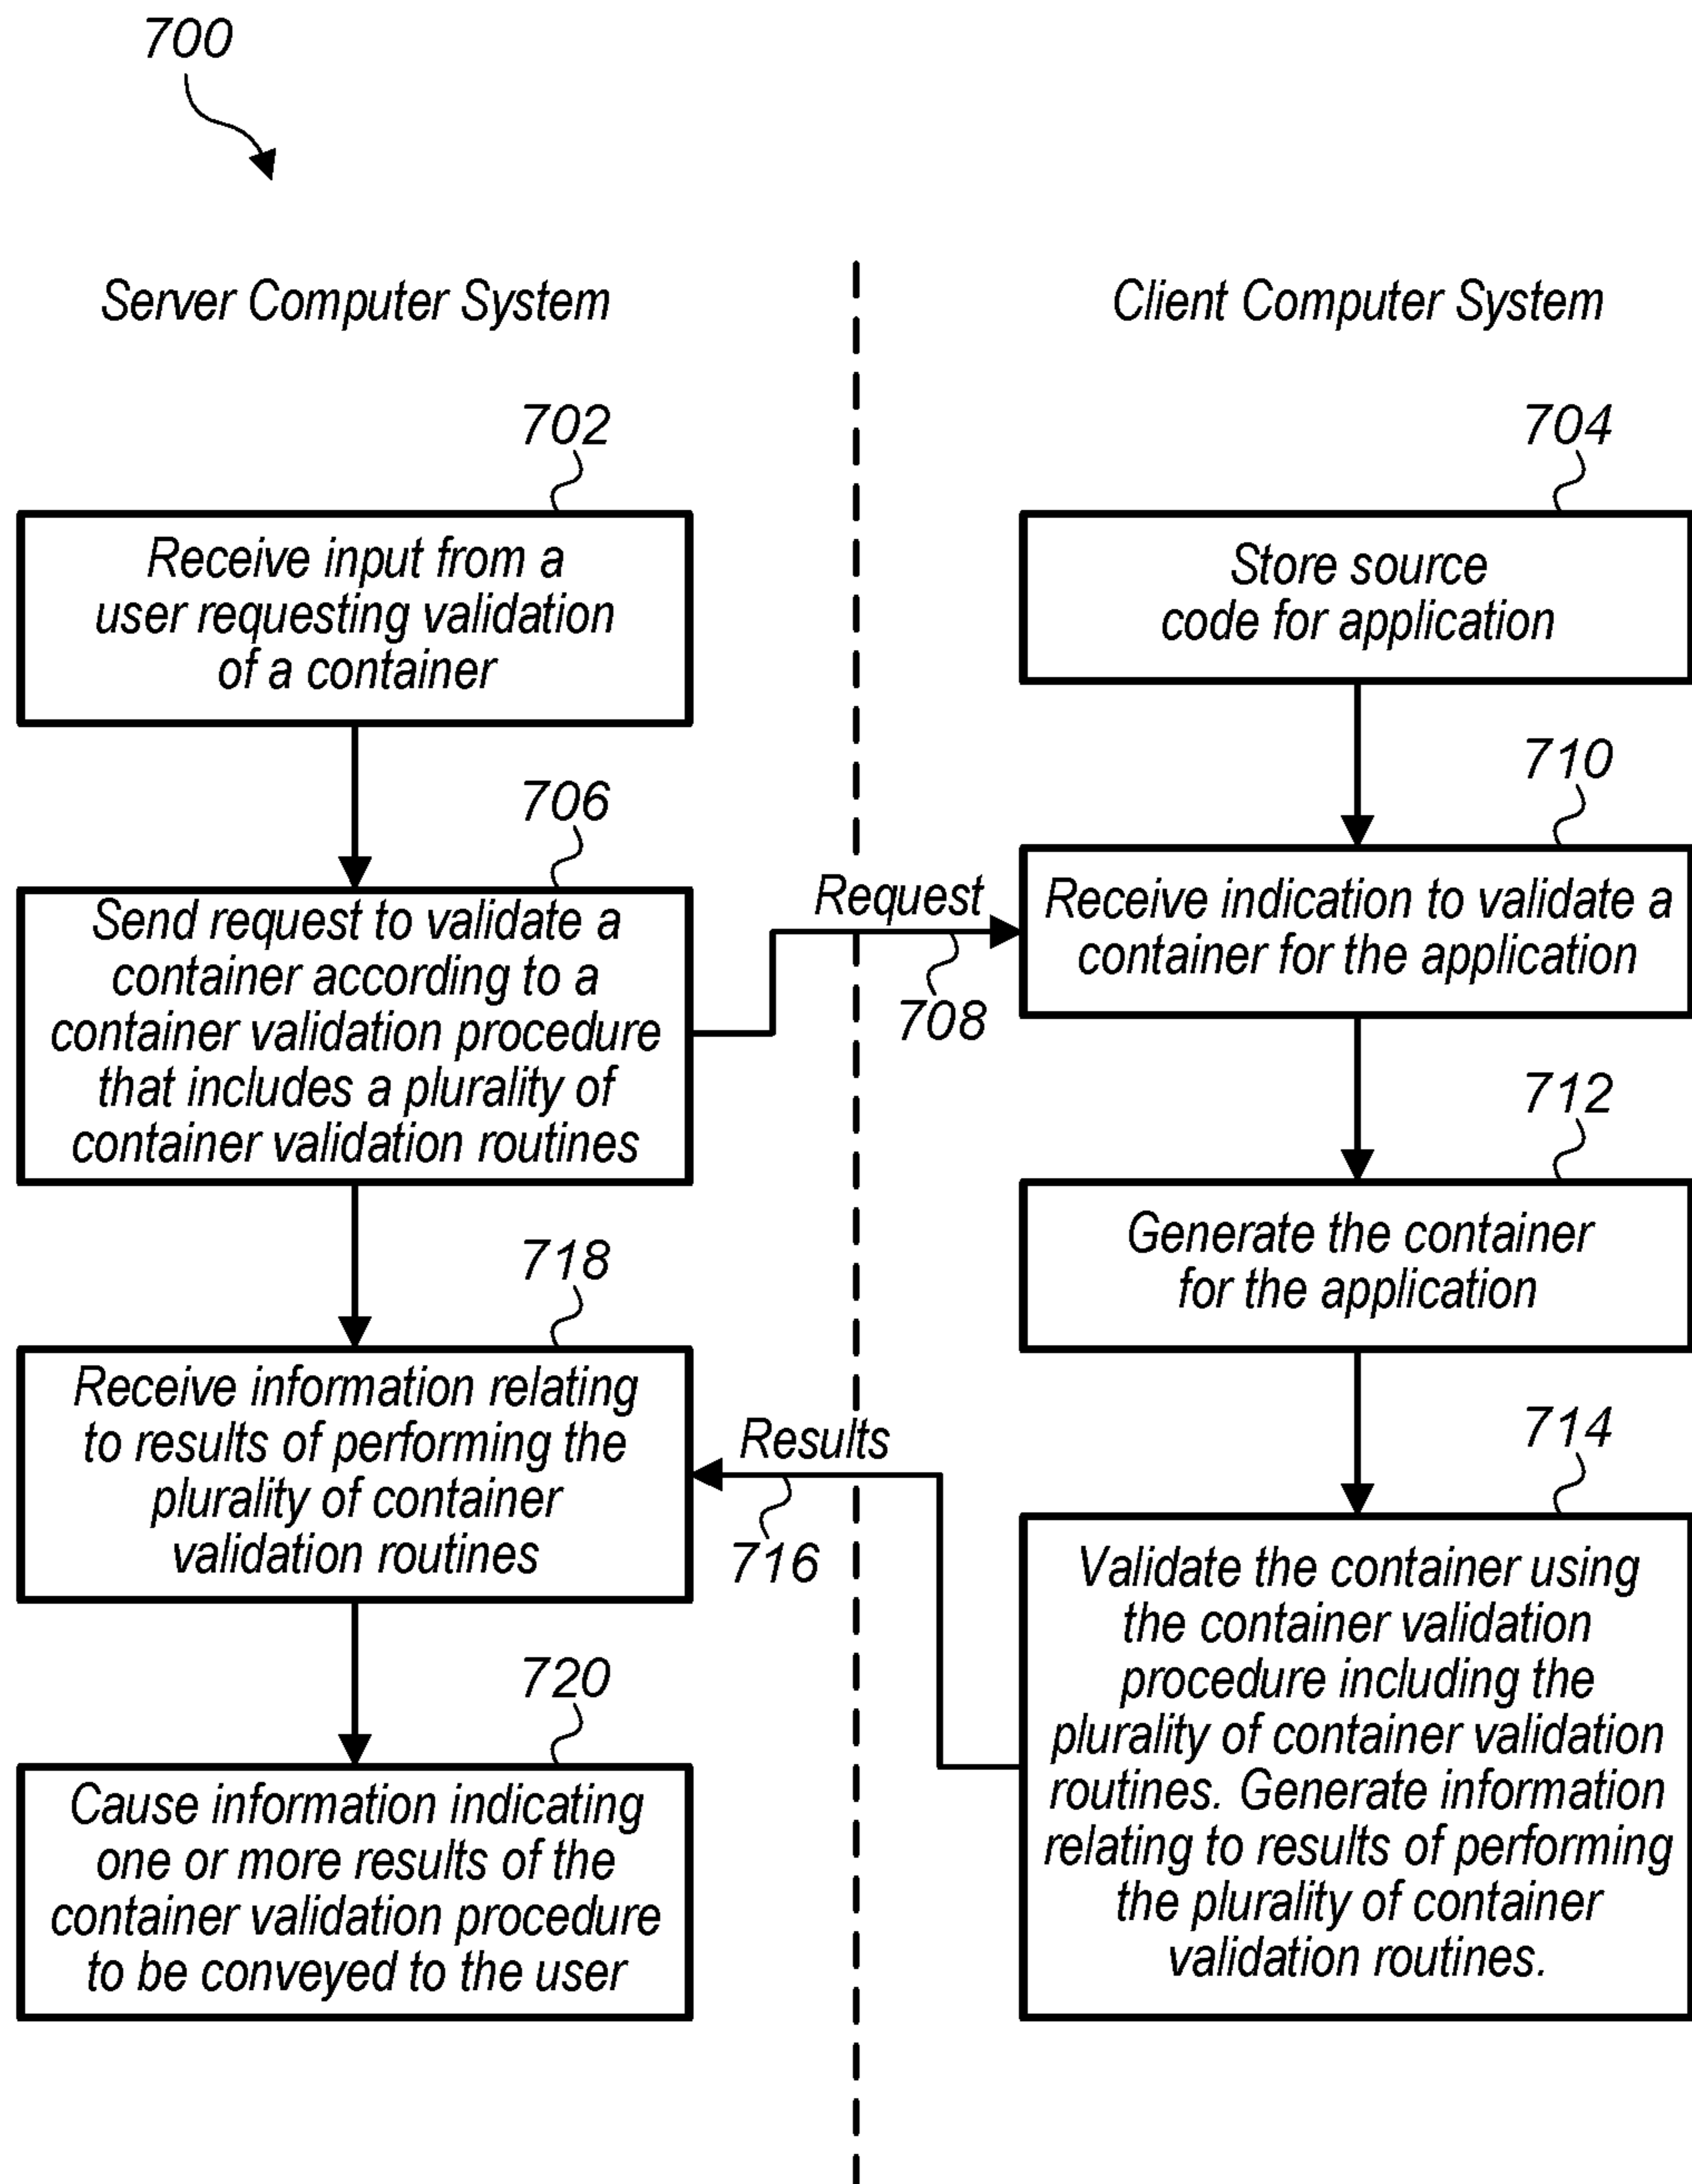 700
Server Computer System
Client Computer System
702
Receive input from a
user requesting validation
of a container
704
Store source
code for application
706
Send request to validate a
container according to a
container validation procedure
that includes a plurality of
container validation routines
Request
708
710
Receive indication to validate a
container for the application
712
Generate the container
for the application
714
Validate the container using
the container validation
procedure including the
plurality of container validation
routines. Generate information
relating to results of performing
the plurality of container
validation routines.
Results
716
718
Receive information relating
to results of performing the
plurality of container
validation routines
720
Cause information indicating
one or more results of the
container validation procedure
to be conveyed to the user